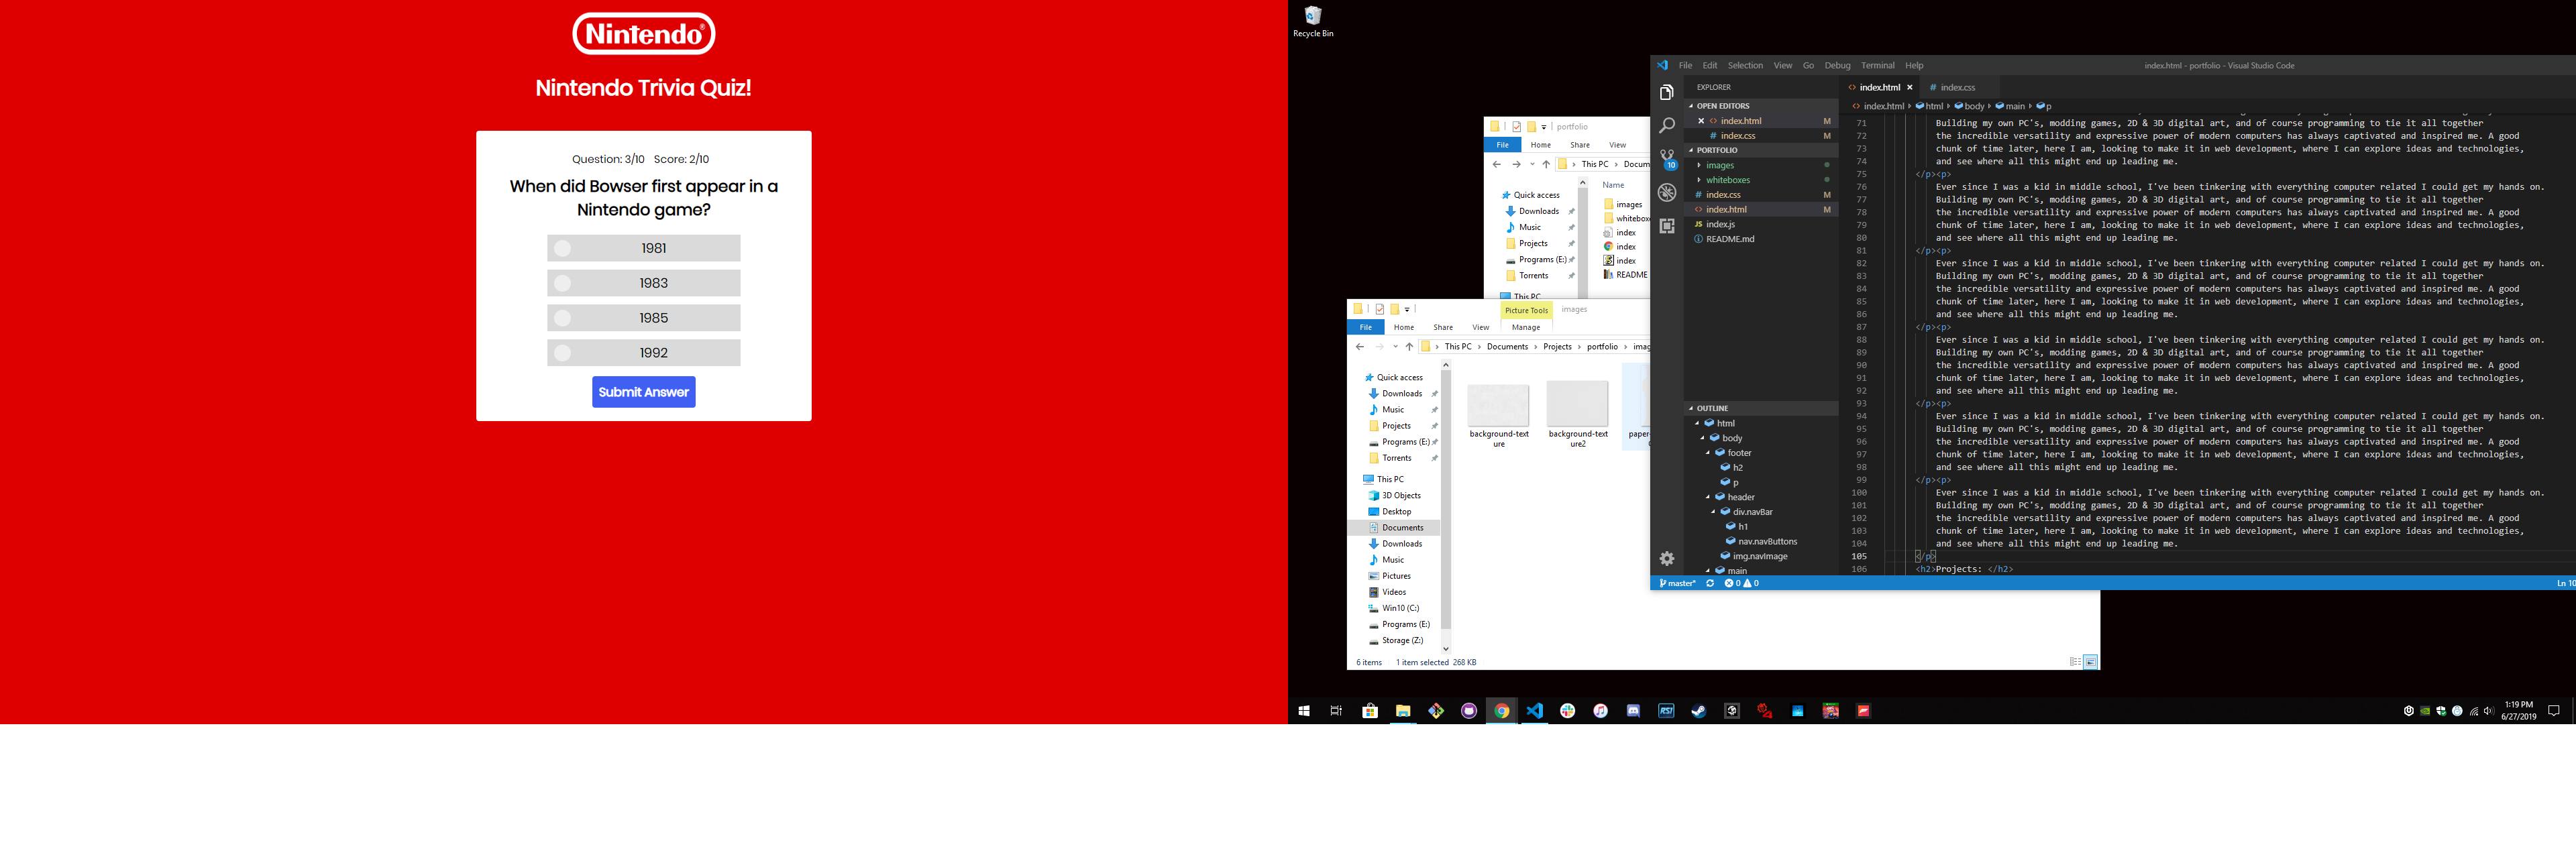 Nintendo®
Nintendo Trivia Quiz!
Question: 3/10 Score: 2/10
When did Bowser first appear in a
Nintendo game?
1981
1983
1985
1992
Submit Answer
Recycle Bin
portfolio
File Home Share View
This PC > Docum
Name
Quick access
Downloads
Music
Projects
Programs (E:)
Torrents
This PC
images
whitebox
index
index
index
README
Picture Tools
images
File Home Share View Manage
This PC > Documents > Projects > portfolio > imag
Quick access
Downloads
Music
Projects
Programs (E:)
Torrents
This PC
3D Objects
Desktop
Documents
Downloads
Music
Pictures
Videos
Win10 (C:)
Programs (E:)
Storage (Z:)
background-text
ure
background-text
ure2
paper
6 items 1 item selected 268 KB
File Edit Selection View Go Debug Terminal Help
index.html - portfolio - Visual Studio Code
EXPLORER
OPEN EDITORS
index.html M
index.css M
PORTFOLIO
images
whiteboxes
index.css M
index.html M
index.js
README.md
10
OUTLINE
html
body
footer
h2
p
header
div.navBar
h1
nav.navButtons
img.navImage
main
master* 0 0
Ln 10
index.html index.css
index.html html body main p
71 Building my own PC's, modding games, 2D & 3D digital art, and of course programming to tie it all together
72 the incredible versatility and expressive power of modern computers has always captivated and inspired me. A good
73 chunk of time later, here I am, looking to make it in web development, where I can explore ideas and technologies,
74 and see where all this might end up leading me.
75 </p><p>
76 Ever since I was a kid in middle school, I've been tinkering with everything computer related I could get my hands on.
77 Building my own PC's, modding games, 2D & 3D digital art, and of course programming to tie it all together
78 the incredible versatility and expressive power of modern computers has always captivated and inspired me. A good
79 chunk of time later, here I am, looking to make it in web development, where I can explore ideas and technologies,
80 and see where all this might end up leading me.
81 </p><p>
82 Ever since I was a kid in middle school, I've been tinkering with everything computer related I could get my hands on.
83 Building my own PC's, modding games, 2D & 3D digital art, and of course programming to tie it all together
84 the incredible versatility and expressive power of modern computers has always captivated and inspired me. A good
85 chunk of time later, here I am, looking to make it in web development, where I can explore ideas and technologies,
86 and see where all this might end up leading me.
87 </p><p>
88 Ever since I was a kid in middle school, I've been tinkering with everything computer related I could get my hands on.
89 Building my own PC's, modding games, 2D & 3D digital art, and of course programming to tie it all together
90 the incredible versatility and expressive power of modern computers has always captivated and inspired me. A good
91 chunk of time later, here I am, looking to make it in web development, where I can explore ideas and technologies,
92 and see where all this might end up leading me.
93 </p><p>
94 Ever since I was a kid in middle school, I've been tinkering with everything computer related I could get my hands on.
95 Building my own PC's, modding games, 2D & 3D digital art, and of course programming to tie it all together
96 the incredible versatility and expressive power of modern computers has always captivated and inspired me. A good
97 chunk of time later, here I am, looking to make it in web development, where I can explore ideas and technologies,
98 and see where all this might end up leading me.
99 </p><p>
100 Ever since I was a kid in middle school, I've been tinkering with everything computer related I could get my hands on.
101 Building my own PC's, modding games, 2D & 3D digital art, and of course programming to tie it all together
102 the incredible versatility and expressive power of modern computers has always captivated and inspired me. A good
103 chunk of time later, here I am, looking to make it in web development, where I can explore ideas and technologies,
104 and see where all this might end up leading me.
105 </p>
106 <h2>Projects: </h2>
RSI
1:19 PM
6/27/2019